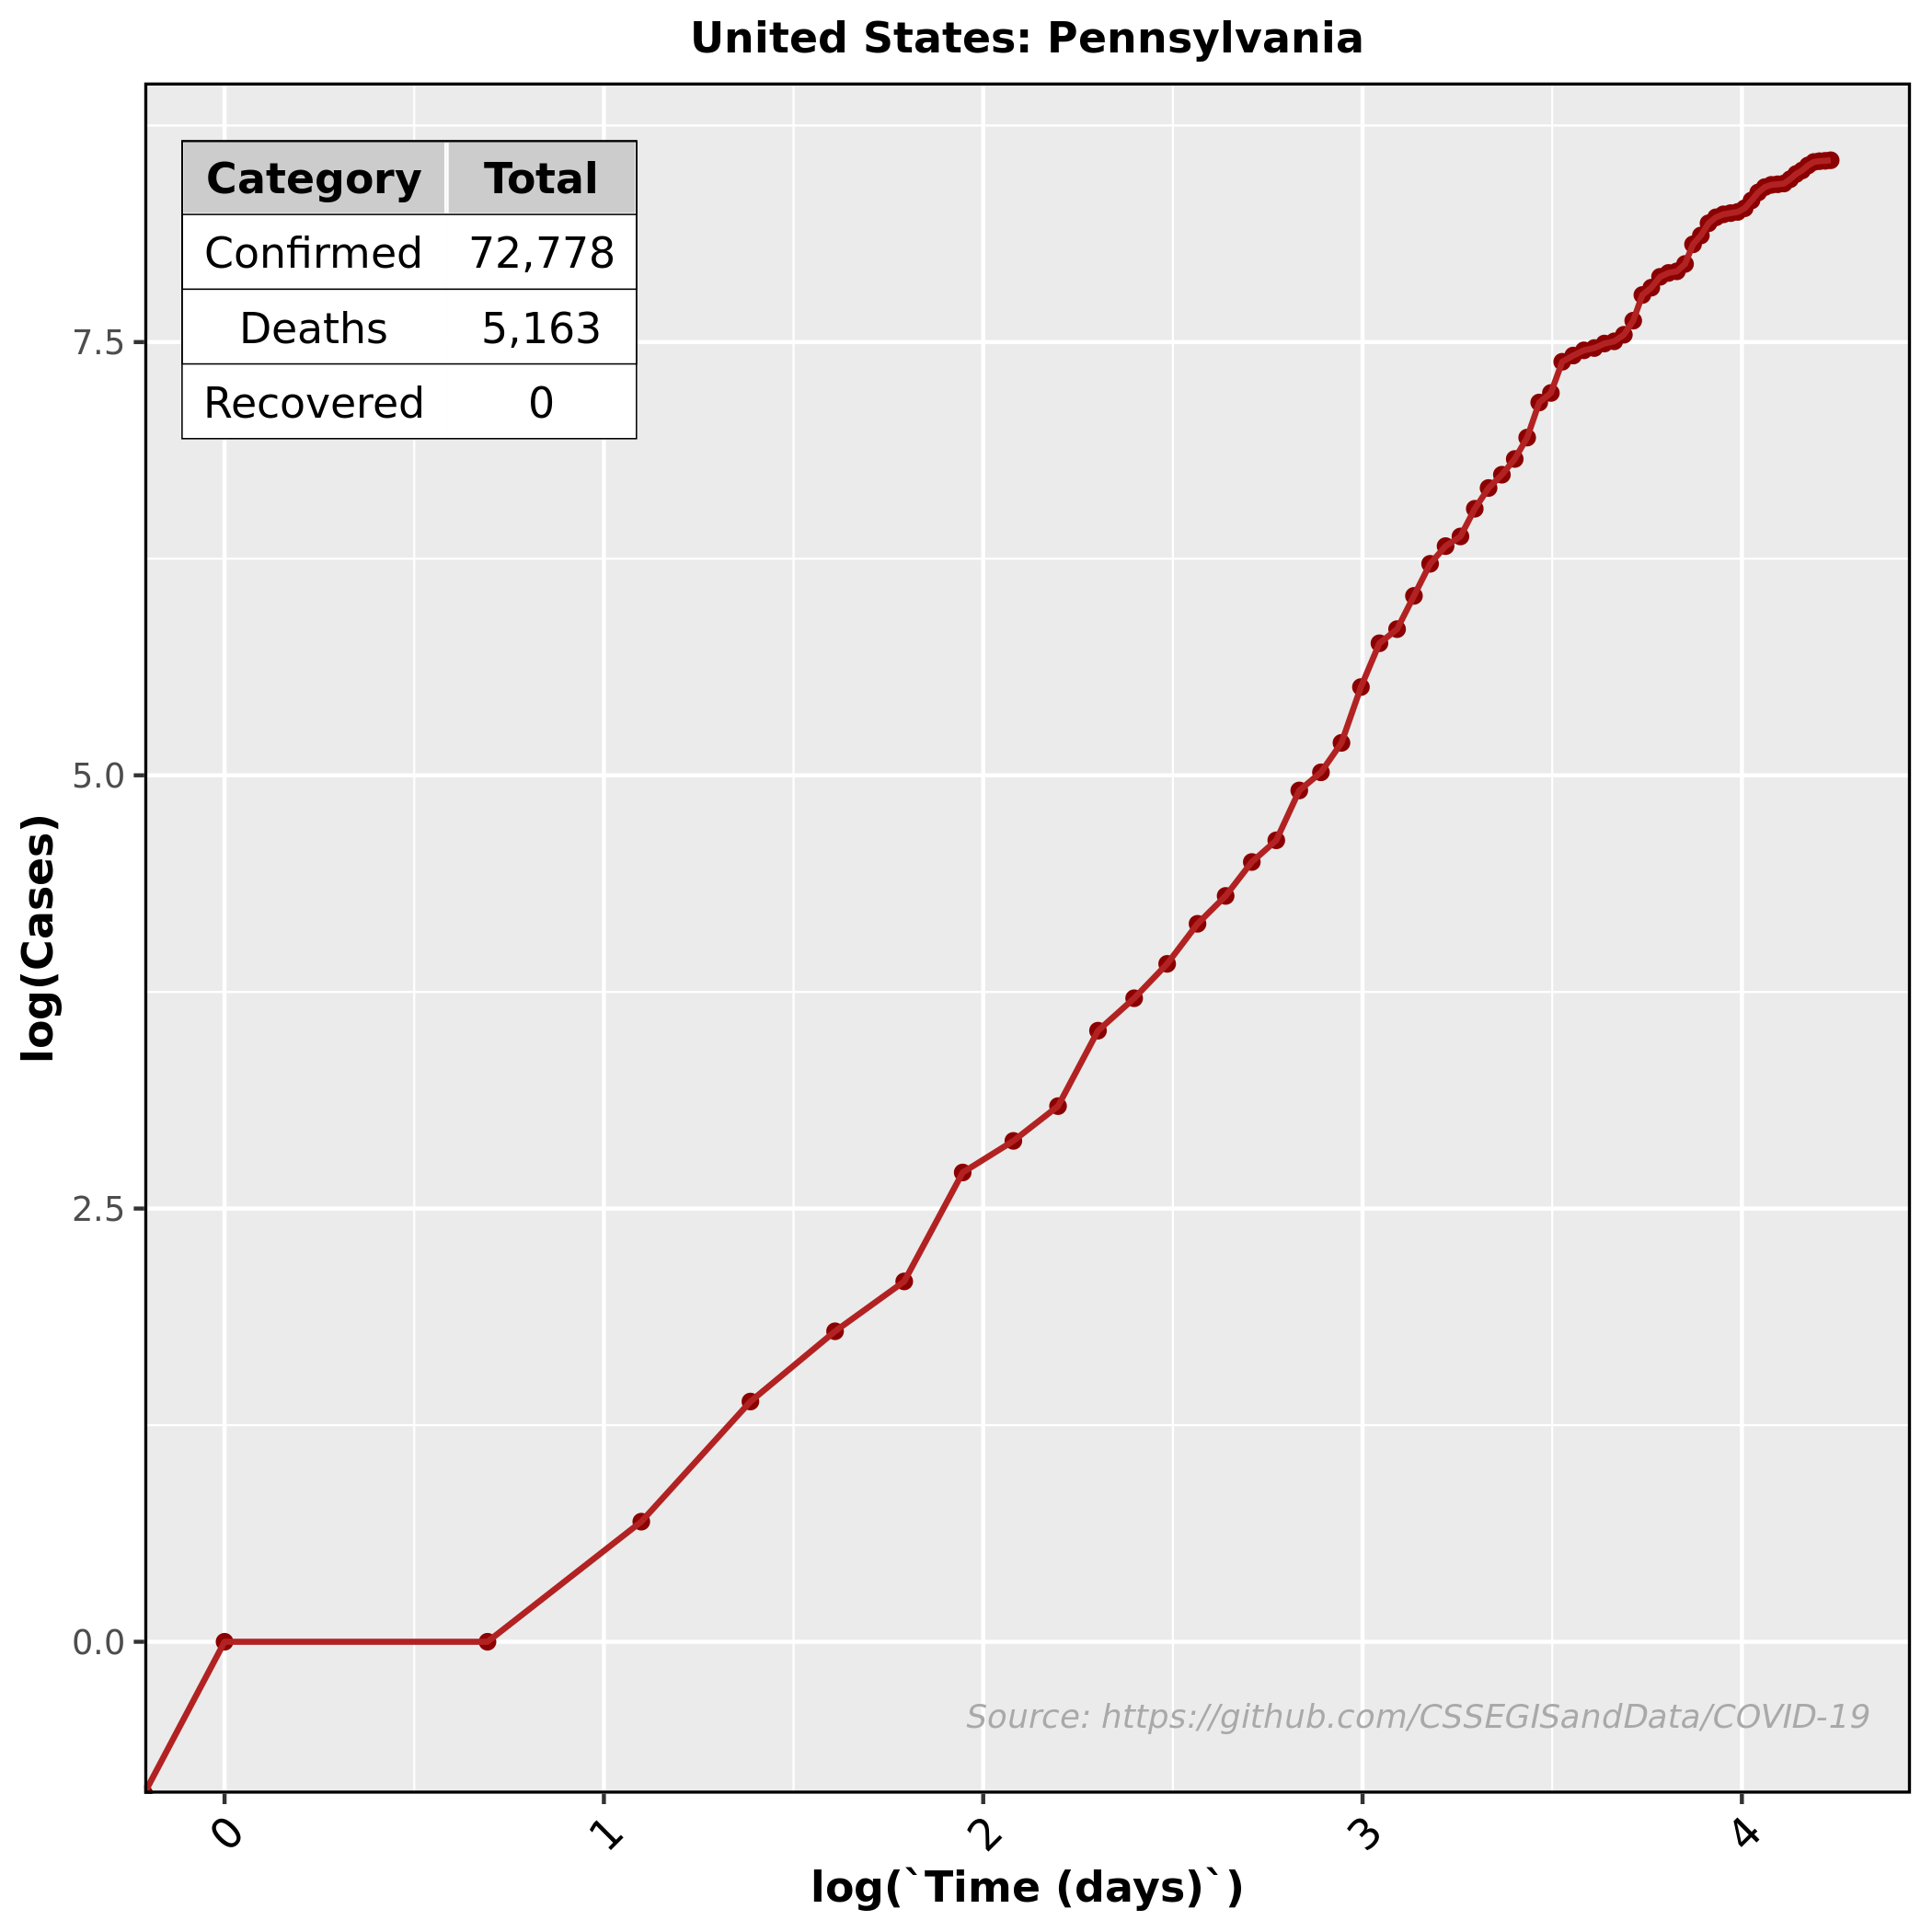 United States: Pennsylvania
Category Total
Confirmed 72,778
Deaths 5,163
Recovered 0
7.5
5.0
2.5
0.0
log(Cases)
Source: https://github.com/CSSEGISandData/COVID-19
0 1 2 3 4
log(`Time (days)`)